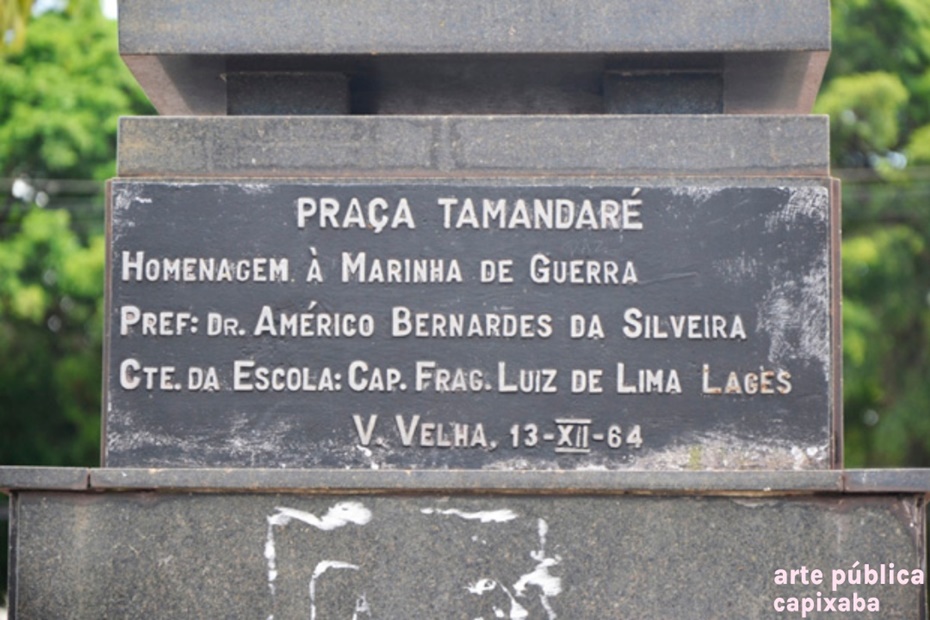 PRAÇA TAMANDARÉ
HOMENAGEM À MARINHA DE GUERRA
PREF: DR. AMÉRICO BERNARDES DA SILVEIRA
CTE. DA ESCOLA: CAP. FRAG. LUIZ DE LIMA LAGES
V. VELHA, 13-XII-64
arte pública
capixaba